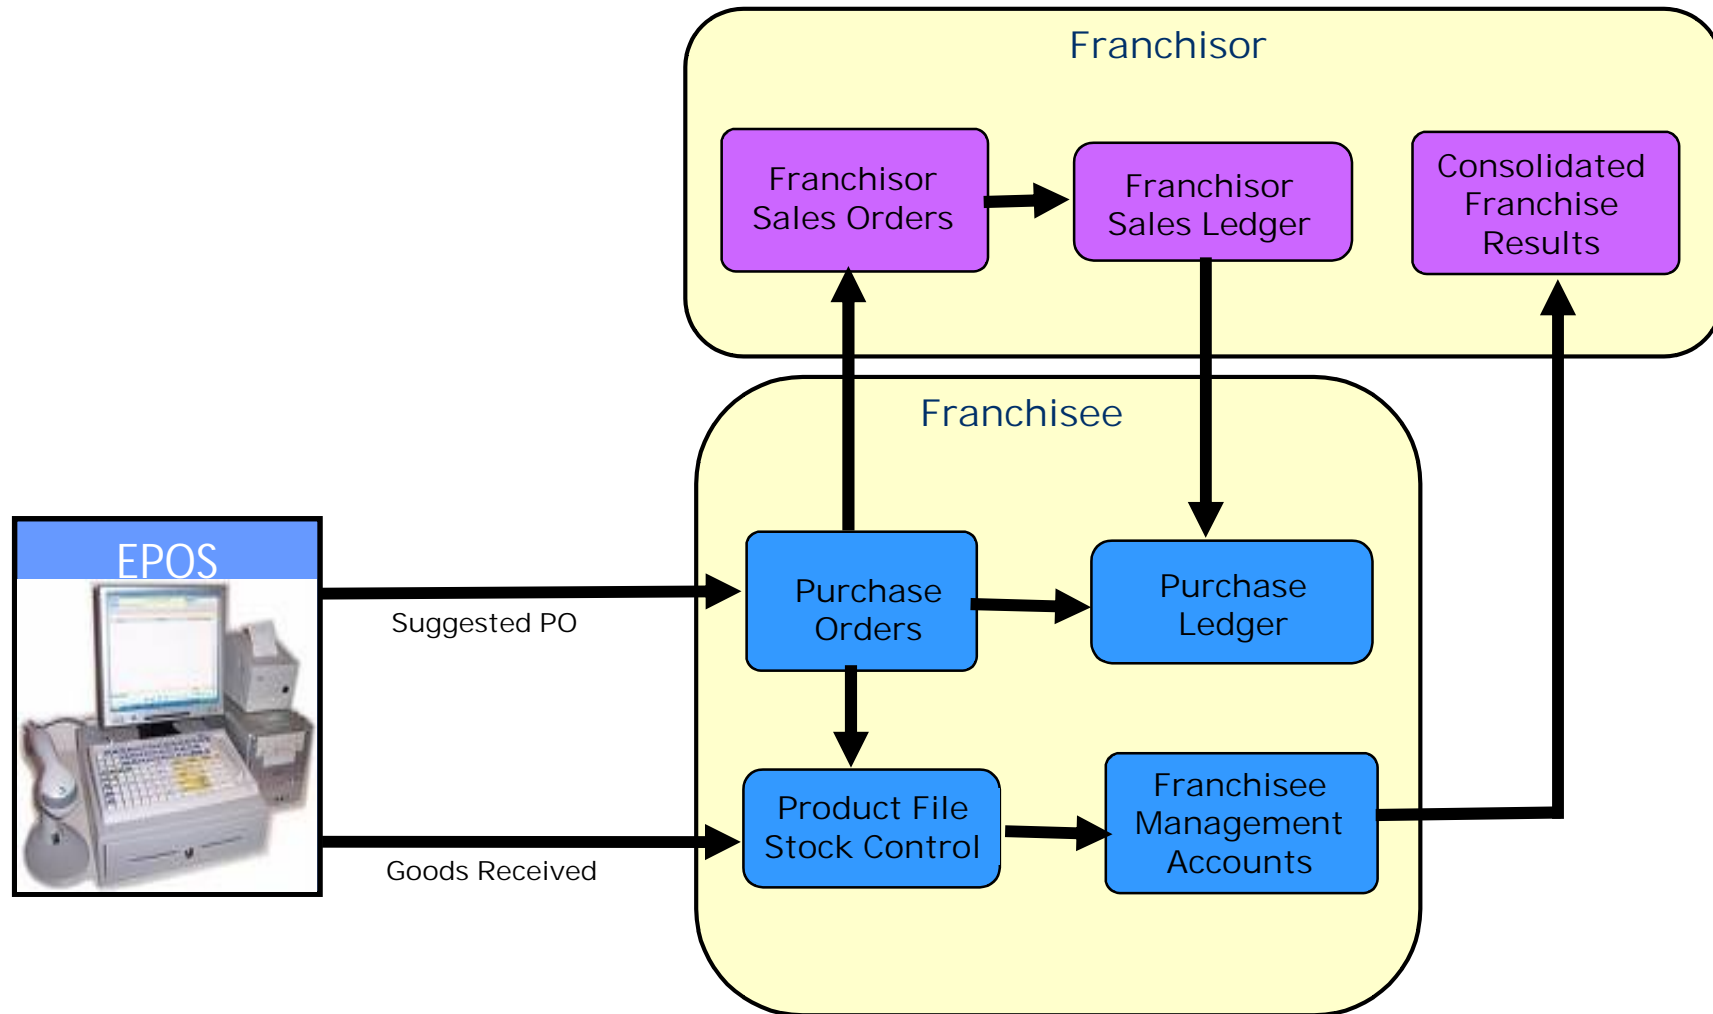 Franchisor
Franchisor
Sales Orders
Franchisor
Sales Ledger
Consolidated
Franchise
Results
Franchisee
EPOS
Suggested PO
Purchase
Orders
Purchase
Ledger
Goods Received
Product File
Stock Control
Franchisee
Management
Accounts